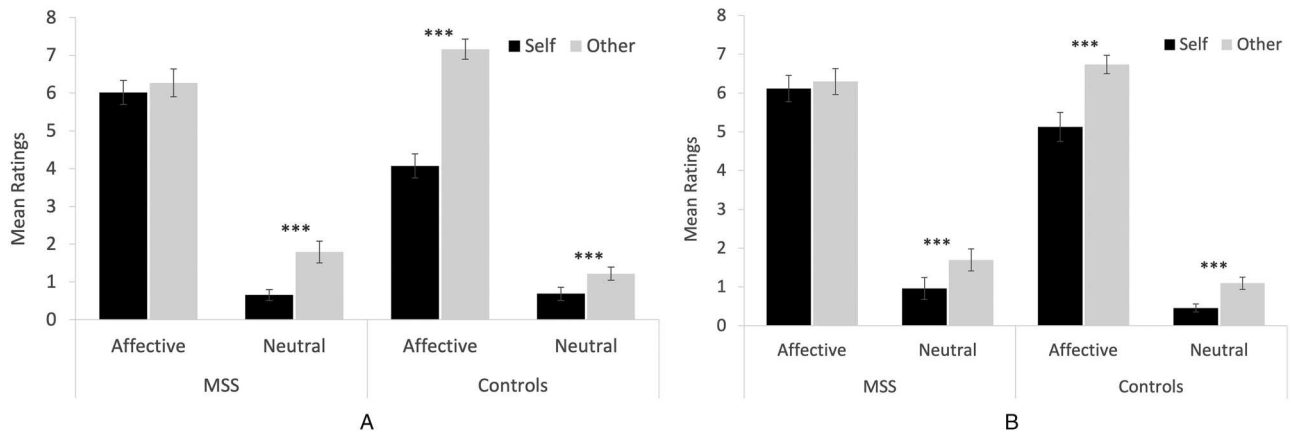 8
7
6
5
4
3
2
1
0
Mean Ratings
Self Other
***
***
***
Affective Neutral Affective Neutral
MSS Controls
A
8
7
6
5
4
3
2
1
0
Mean Ratings
Self Other
***
***
***
Affective Neutral Affective Neutral
MSS Controls
B